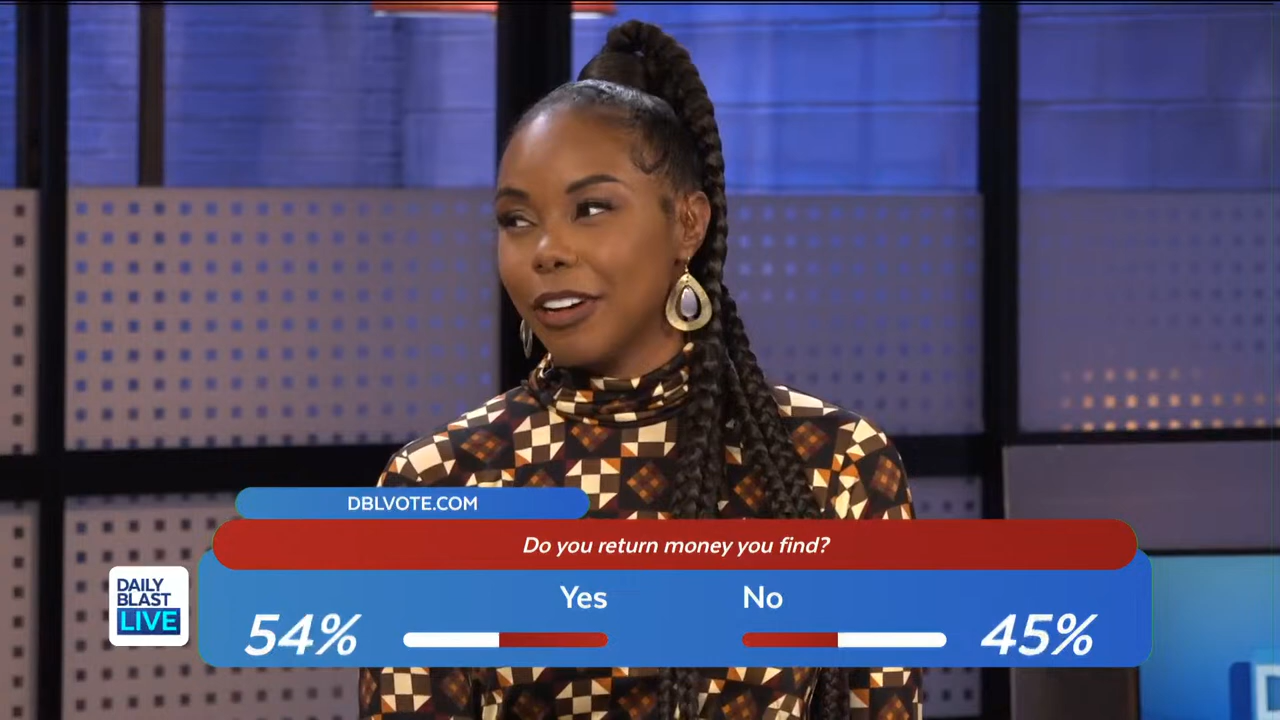 DBLVOTE.COM
Do you return money you find?
DAILY
BLAST
LIVE
Yes
No
54%
45%